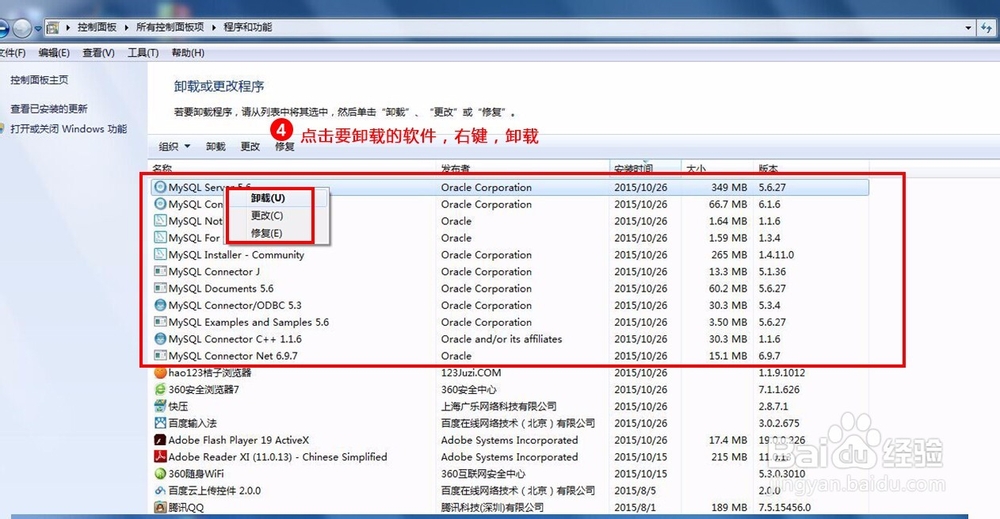 控制面板 所有控制面板项 程序和功能
文件(F) 编辑(E) 查看(V) 工具(T) 帮助(H)
控制面板主页
查看已安装的更新
打开或关闭 Windows 功能
卸载或更改程序
若要卸载程序，请从列表中将其选中，然后单击“卸载”、“更改”或“修复”。
4 点击要卸载的软件，右键，卸载
组织 卸载 更改 修复
名称 发布者 安装时间 大小 版本
MySQL Server 5.6 Oracle Corporation 2015/10/26 349 MB 5.6.27
MySQL Con Oracle Corporation 2015/10/26 66.7 MB 6.1.6
MySQL Not Oracle 2015/10/26 1.64 MB 1.1.6
MySQL For Oracle 2015/10/26 1.59 MB 1.3.4
卸载(U)
更改(C)
修复(E)
MySQL Installer - Community Oracle Corporation 2015/10/26 265 MB 1.4.11.0
MySQL Connector J Oracle Corporation 2015/10/26 13.3 MB 5.1.36
MySQL Documents 5.6 Oracle Corporation 2015/10/26 60.2 MB 5.6.27
MySQL Connector/ODBC 5.3 Oracle Corporation 2015/10/26 30.3 MB 5.3.4
MySQL Examples and Samples 5.6 Oracle Corporation 2015/10/26 3.50 MB 5.6.27
MySQL Connector C++ 1.1.6 Oracle and/or its affiliates 2015/10/26 30.3 MB 1.1.6
MySQL Connector Net 6.9.7 Oracle 2015/10/26 15.1 MB 6.9.7
hao123桔子浏览器 123Juzi.COM 2015/10/26 1.1.9.1012
360安全浏览器7 360安全中心 2015/10/26 7.1.1.626
快压 上海广乐网络科技有限公司 2015/10/26 2.8.7.1
百度输入法 百度在线网络技术（北京）有限公司 2015/10/26 3.0.2.675
Adobe Flash Player 19 ActiveX Adobe Systems Incorporated 2015/10/26 17.4 MB 19.0.0.226
Adobe Reader XI (11.0.13) - Chinese Simplified Adobe Systems Incorporated 2015/10/15 215 MB 11.0.13
360随身WiFi 360互联网安全中心 2015/10/15 5.3.0.3010
百度云上传控件 2.0.0 百度在线网络技术（北京）有限公司 2015/8/5 2.0.0
腾讯QQ 腾讯科技(深圳)有限公司 2015/8/1 189 MB 7.5.15456.0
Baidu 经验
jingyan.baidu.com